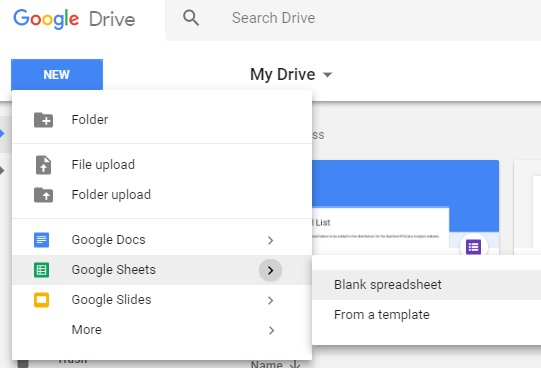 Google Drive
Search Drive
NEW
My Drive
Folder
ss
File upload
Folder upload
l List
Google Docs
Google Sheets
Blank spreadsheet
Google Slides
From a template
More
Trash
Name